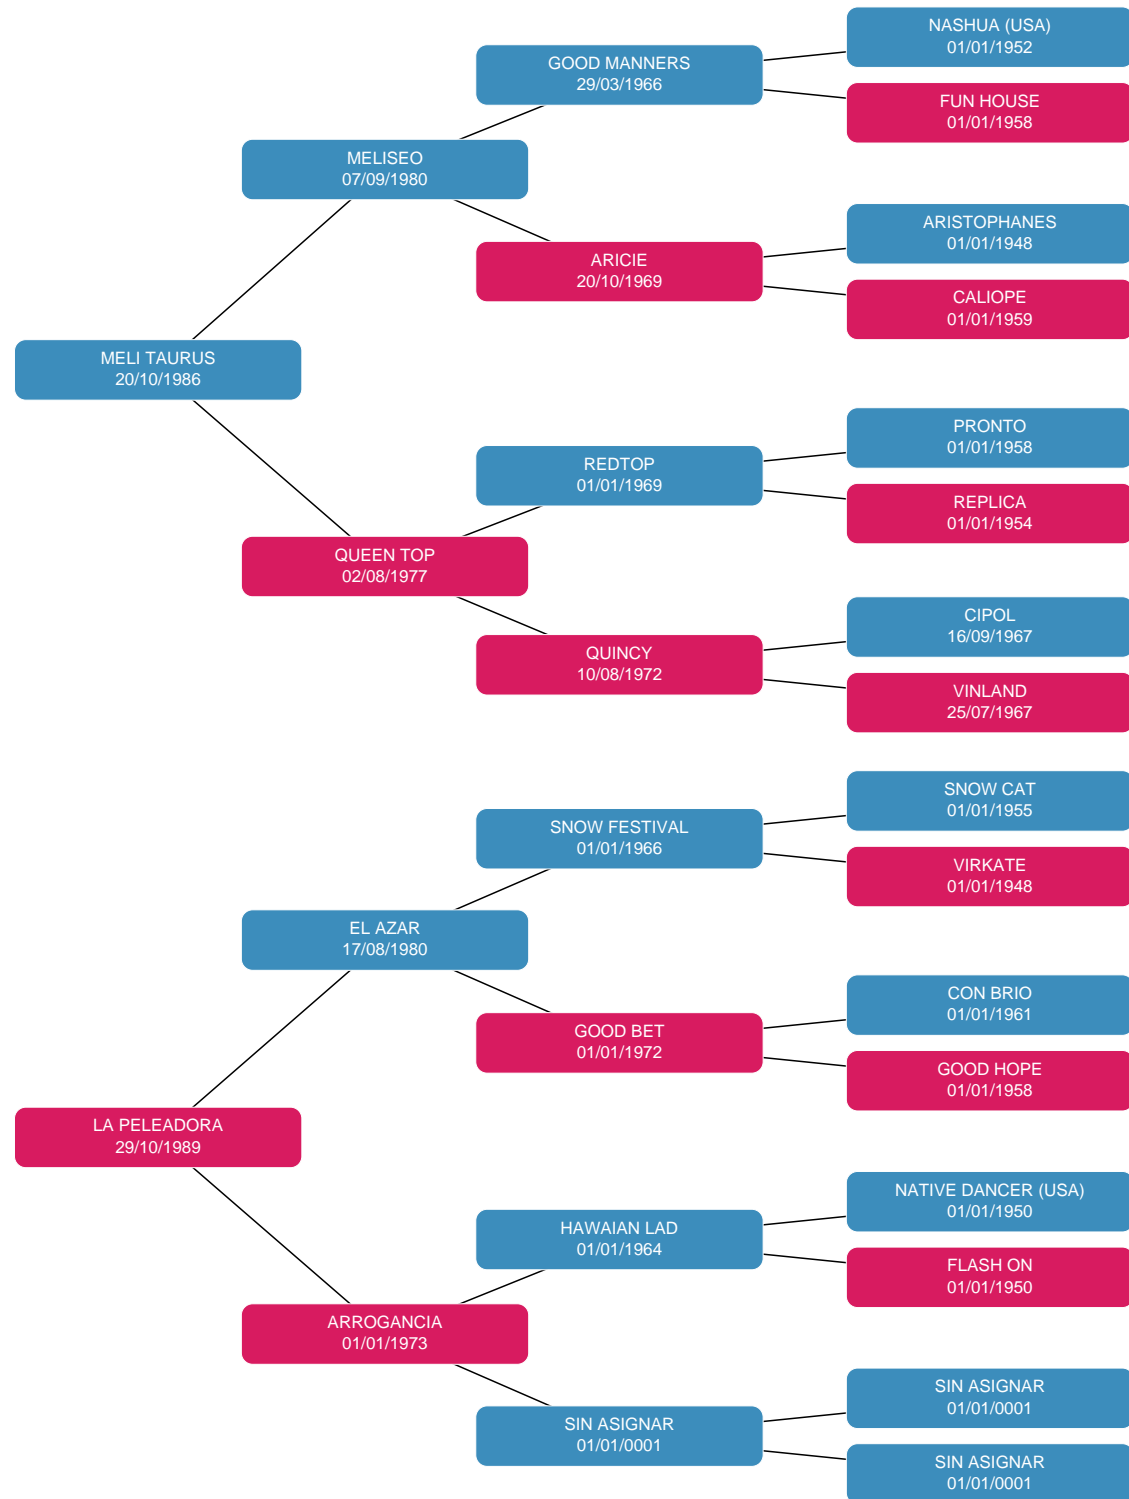 NASHUA (USA)
01/01/1952
GOOD MANNERS
29/03/1966
FUN HOUSE
01/01/1958
MELISEO
07/09/1980
ARISTOPHANES
01/01/1948
ARICIE
20/10/1969
CALIOPE
01/01/1959
MELI TAURUS
20/10/1986
PRONTO
01/01/1958
REDTOP
01/01/1969
REPLICA
01/01/1954
QUEEN TOP
02/08/1977
CIPOL
16/09/1967
QUINCY
10/08/1972
VINLAND
25/07/1967
SNOW CAT
01/01/1955
SNOW FESTIVAL
01/01/1966
VIRKATE
01/01/1948
EL AZAR
17/08/1980
CON BRIO
01/01/1961
GOOD BET
01/01/1972
GOOD HOPE
01/01/1958
LA PELEADORA
29/10/1989
NATIVE DANCER (USA)
01/01/1950
HAWAIAN LAD
01/01/1964
FLASH ON
01/01/1950
ARROGANCIA
01/01/1973
SIN ASIGNAR
01/01/0001
SIN ASIGNAR
01/01/0001
SIN ASIGNAR
01/01/0001